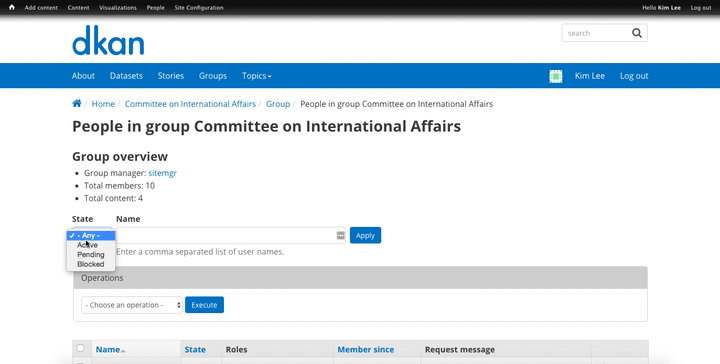 Add content Content Visualizations People Site Configuration Hello Kim Lee Log out
dkan
search
About Datasets Stories Groups Topics Kim Lee Log out
/ Home / Committee on International Affairs / Group / People in group Committee on International Affairs
People in group Committee on International Affairs
Group overview
• Group manager: sitemgr
• Total members: 10
• Total content: 4
State Name
✓ - Any -
Active
Pending
Blocked
Apply
Enter a comma separated list of user names.
Operations
- Choose an operation - Execute
Name State Roles Member since Request message